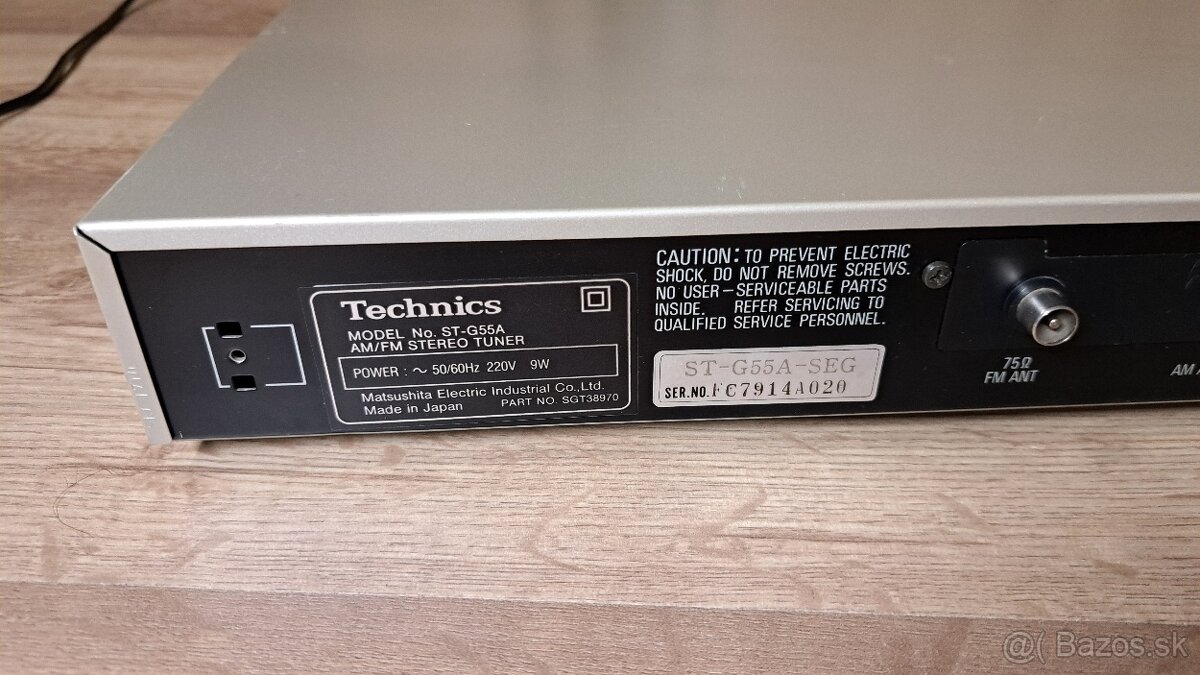 Technics
MODEL No. ST-G55A
AM/FM STEREO TUNER
POWER : ~ 50/60Hz 220V 9W
Matsushita Electric Industrial Co., Ltd.
Made in Japan PART NO. SGT38970
CAUTION: TO PREVENT ELECTRIC
SHOCK, DO NOT REMOVE SCREWS.
NO USER-SERVICEABLE PARTS
INSIDE. REFER SERVICING TO
QUALIFIED SERVICE PERSONNEL.
ST-G55A-SEG
SER.NO. FC7914A020
75Ω
FM ANT
AM
@( Bazos.sk